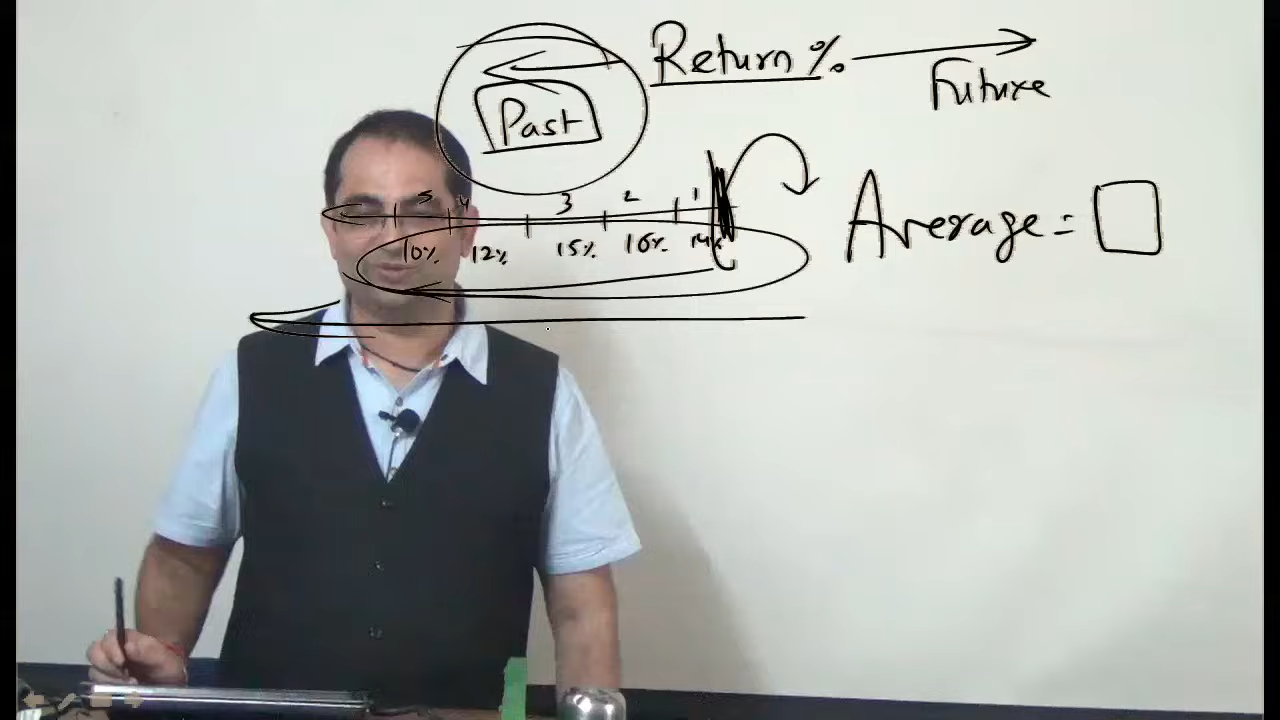 Return % Future
Past
5 4 3 2 1
10% 12% 15% 16% 14%
Average =